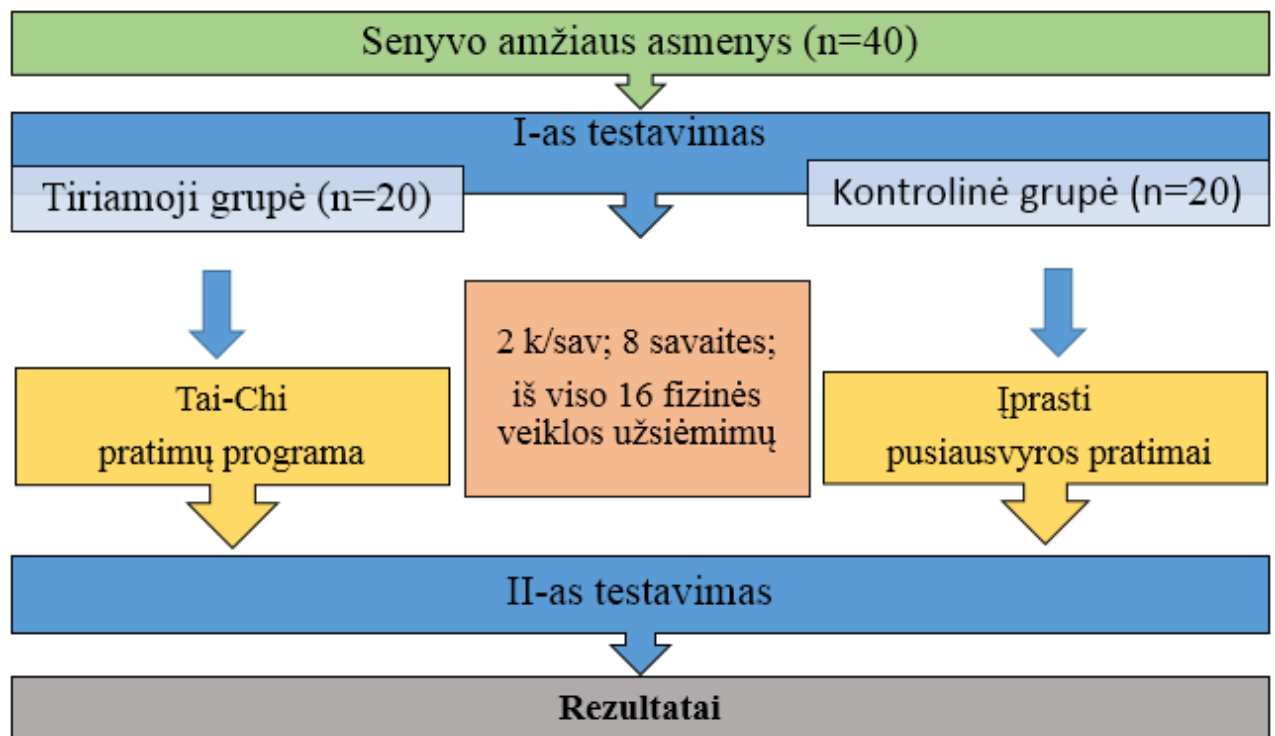 Senyvo amžiaus asmenys (n=40)
I-as testavimas
Tiriamoji grupė (n=20)
Kontrolinė grupė (n=20)
2 k/sav; 8 savaites;
iš viso 16 fizinės
veiklos užsiėmimų
Tai-Chi
pratimų programa
Įprasti
pusiausvyros pratimai
II-as testavimas
Rezultatai